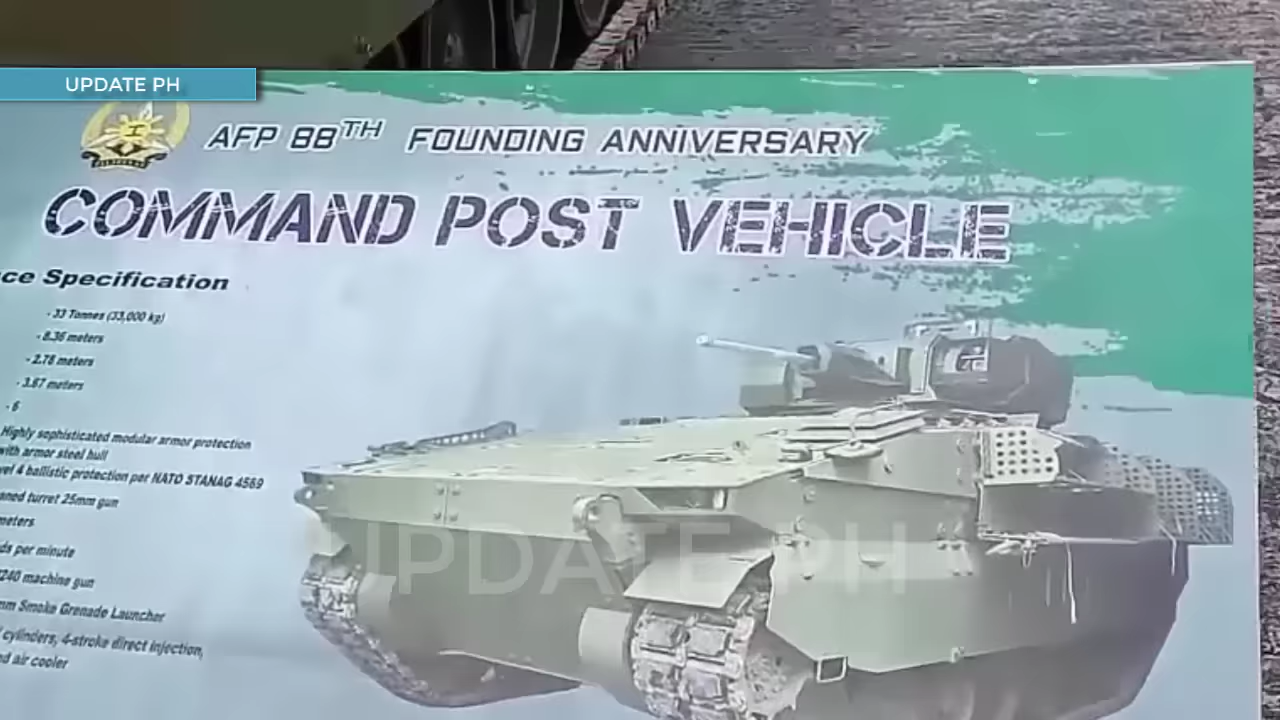 UPDATE PH
AFP 88TH FOUNDING ANNIVERSARY
COMMAND POST VEHICLE
ce Specification
- 33 Tonnes (33,000 kg)
- 8.36 meters
- 2.78 meters
- 3.67 meters
- 6
Highly sophisticated modular armor protection
with armor steel hull
vel 4 ballistic protection per NATO STANAG 4569
aned turret 25mm gun
meters
ds per minute
240 machine gun
mm Smoke Grenade Launcher
cylinders, 4-stroke direct injection,
nd air cooler
UPDATE PH